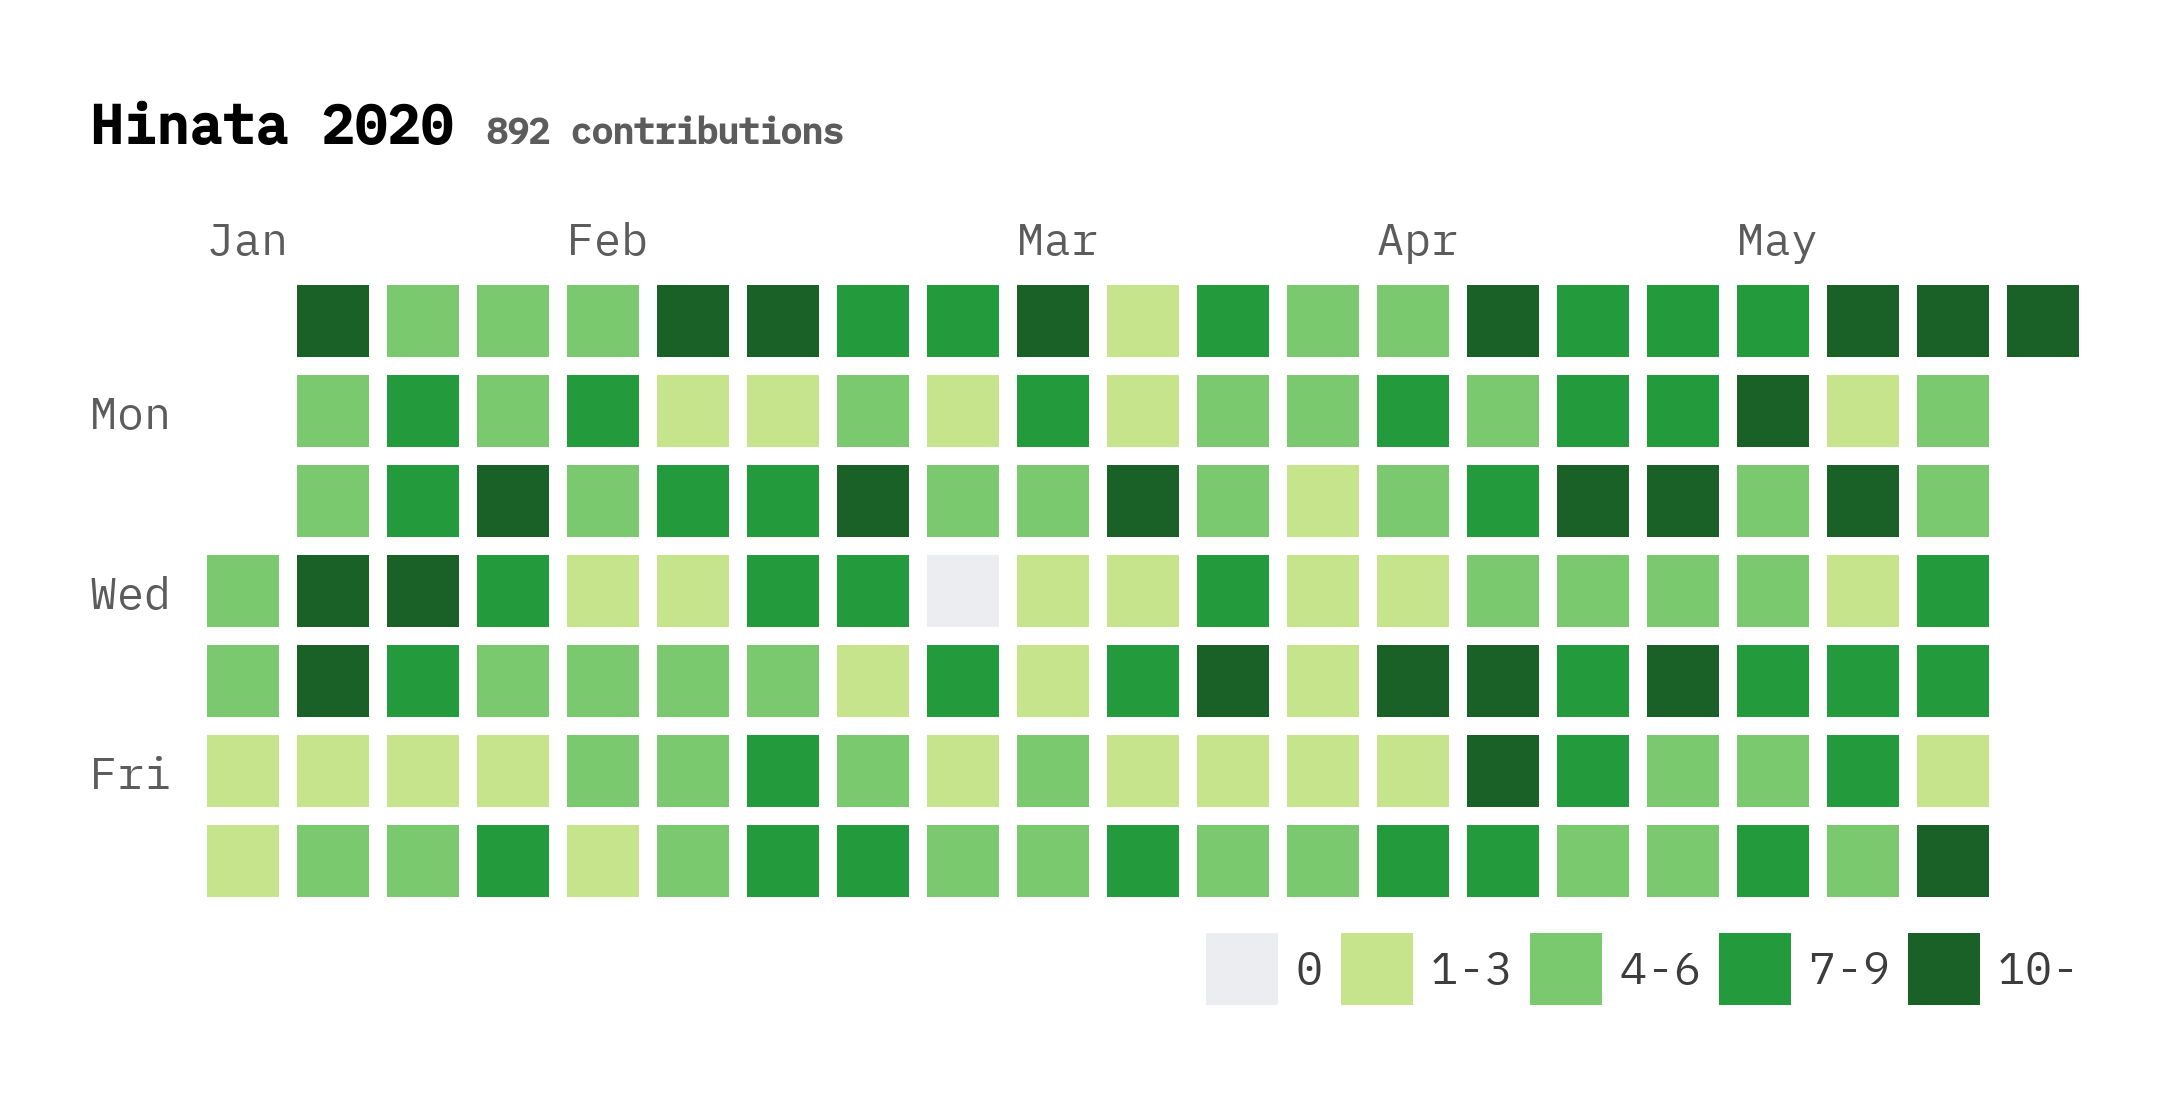 Hinata 2020 892 contributions
Jan Feb Mar Apr May
Mon
Wed
Fri
0 1-3 4-6 7-9 10-